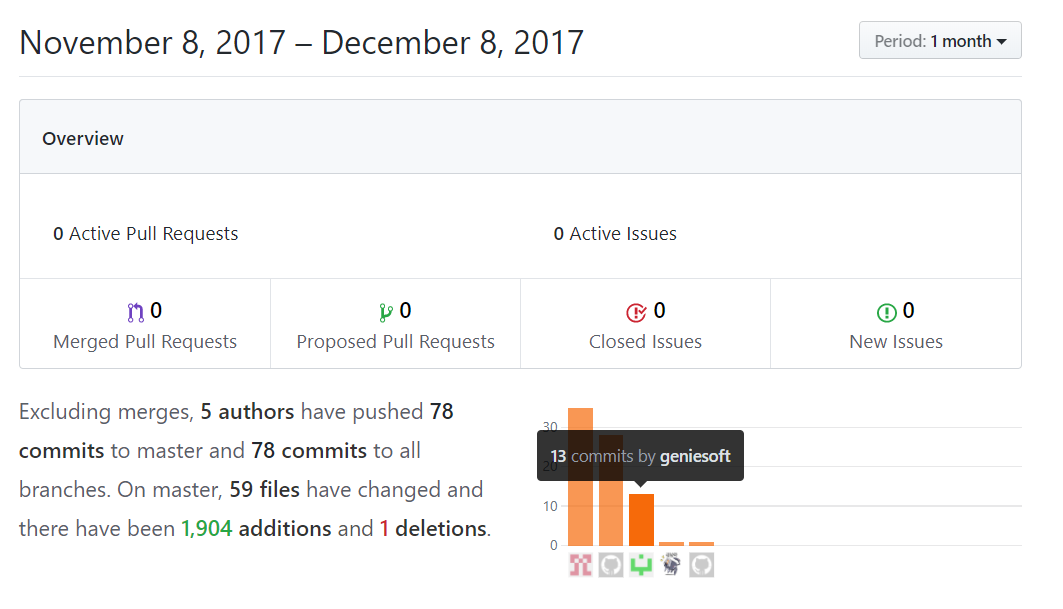 November 8, 2017 – December 8, 2017
Period: 1 month
Overview
0 Active Pull Requests
0 Active Issues
0
Merged Pull Requests
0
Proposed Pull Requests
0
Closed Issues
0
New Issues
Excluding merges, 5 authors have pushed 78
commits to master and 78 commits to all
branches. On master, 59 files have changed and
there have been 1,904 additions and 1 deletions.
30
13 commits by geniesoft
20
10
0